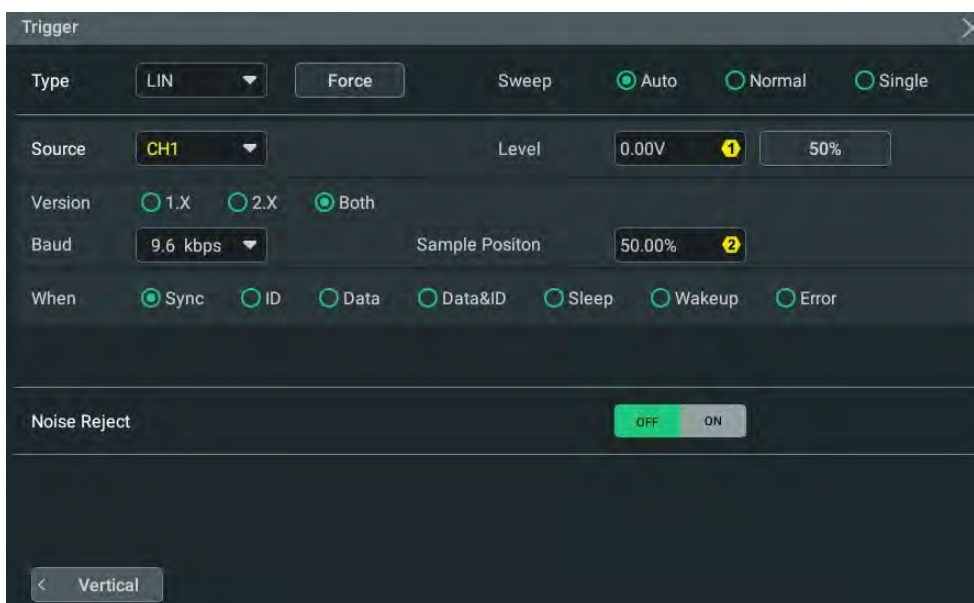 Trigger
Type LIN Force Sweep Auto Normal Single
Source CH1 Level 0.00V 1 50%
Version 1.X 2.X Both
Baud 9.6 kbps Sample Positon 50.00% 2
When Sync ID Data Data&ID Sleep Wakeup Error
Noise Reject OFF ON
< Vertical